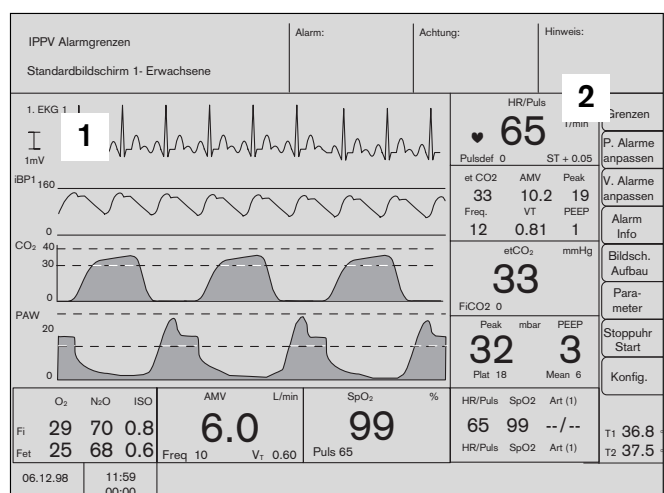 IPPV Alarmgrenzen
Standardbildschirm 1- Erwachsene
Alarm:
Achtung:
Hinweis:
1. EKG 1
1
1mV
iBP1 160
0
CO₂ 40
30
0
PAW
20
0
HR/Puls
2
65
1/min
Pulsdef 0 ST + 0.05
et CO2 AMV Peak
33 10.2 19
Freq. VT PEEP
12 0.81 1
etCO₂ mmHg
33
FiCO2 0
Peak mbar PEEP
32 3
Plat 18 Mean 6
Grenzen
P. Alarme
anpassen
V. Alarme
anpassen
Alarm
Info
Bildsch.
Aufbau
Para-
meter
Stoppuhr
Start
Konfig.
O₂ N₂O ISO
Fi 29 70 0.8
Fet 25 68 0.6
AMV L/min
6.0
Freq 10 VT 0.60
SpO₂ %
99
Puls 65
HR/Puls SpO2 Art (1)
65 99 --/--
HR/Puls SpO2 Art (1)
T1 36.8
T2 37.5
06.12.98 11:59
00:00